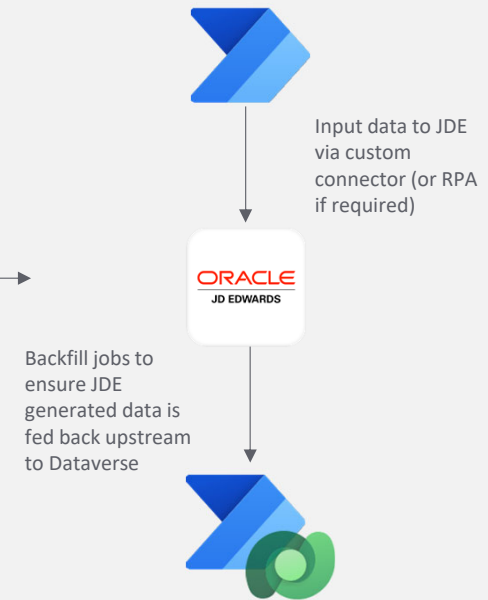 Input data to JDE
via custom
connector (or RPA
if required)
ORACLE
JD EDWARDS
Backfill jobs to
ensure JDE
generated data is
fed back upstream
to Dataverse